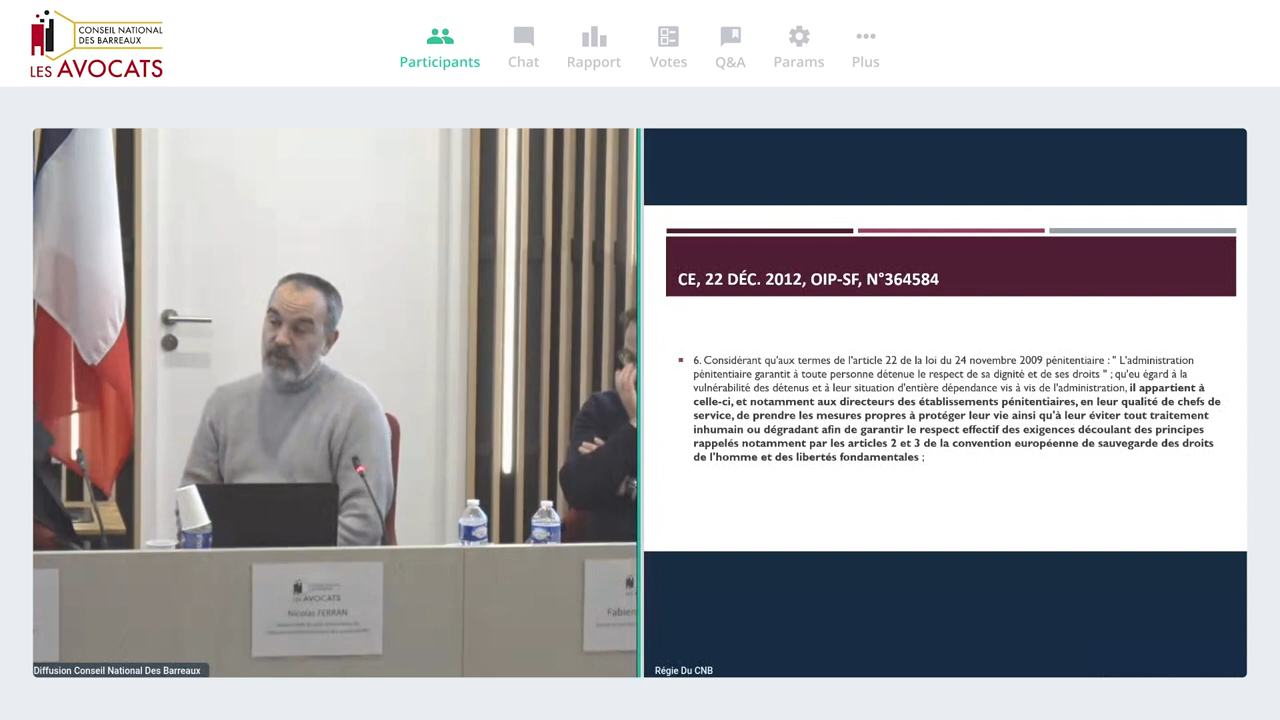 CONSEIL NATIONAL
DES BARREAUX
LES AVOCATS
Participants
Chat
Rapport
Votes
Q&A
Params
Plus
CE, 22 DÉC. 2012, OIP-SF, N°364584
6. Considérant qu'aux termes de l'article 22 de la loi du 24 novembre 2009 pénitentiaire : " L'administration
pénitentiaire garantit à toute personne détenue le respect de sa dignité et de ses droits " ; qu'eu égard à la
vulnérabilité des détenus et à leur situation d'entière dépendance vis à vis de l'administration, il appartient à
celle-ci, et notamment aux directeurs des établissements pénitentiaires, en leur qualité de chefs de
service, de prendre les mesures propres à protéger leur vie ainsi qu'à leur éviter tout traitement
inhumain ou dégradant afin de garantir le respect effectif des exigences découlant des principes
rappelés notamment par les articles 2 et 3 de la convention européenne de sauvegarde des droits
de l'homme et des libertés fondamentales ;
LES AVOCATS
Nicolas FERRAN
Fabien
Diffusion Conseil National Des Barreaux
Régie Du CNB